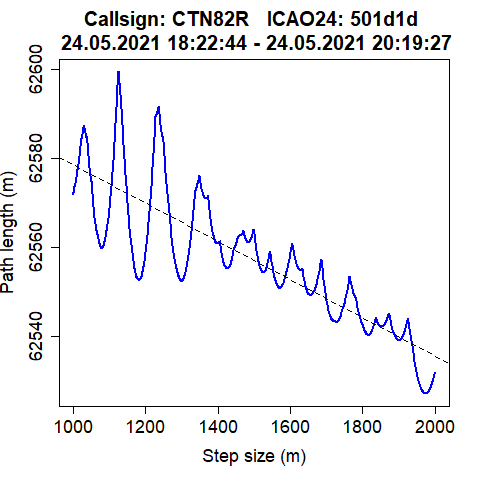 Callsign: CTN82R   ICAO24: 501d1d
24.05.2021 18:22:44 - 24.05.2021 20:19:27
Path length (m)
62600
62580
62560
62540
1000 1200 1400 1600 1800 2000
Step size (m)